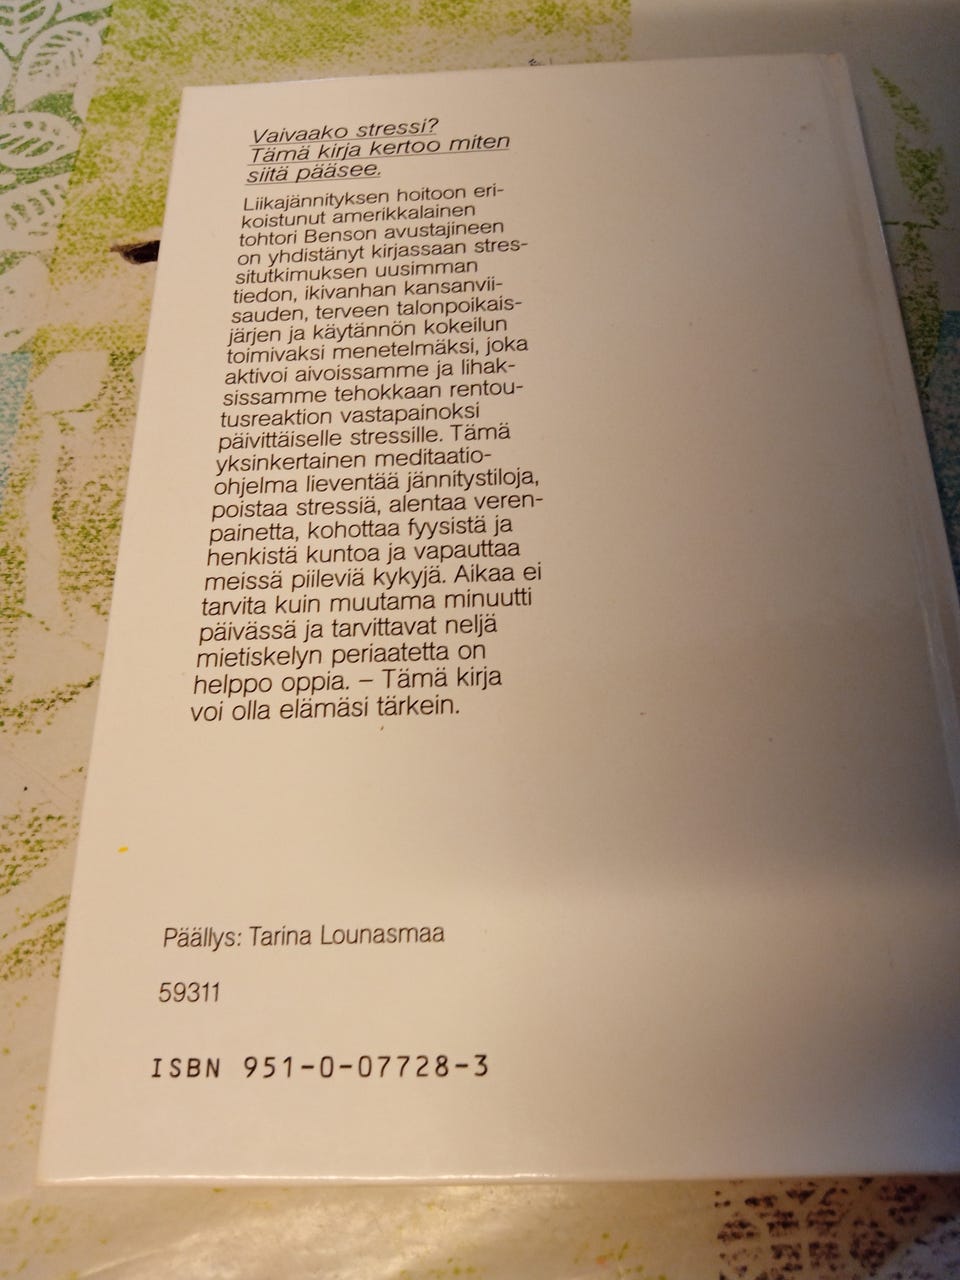 Vaivaako stressi?
Tämä kirja kertoo miten
siitä pääsee.
Liikajännityksen hoitoon eri-
koistunut amerikkalainen
tohtori Benson avustajineen
on yhdistänyt kirjassaan stres-
situtkimuksen uusimman
tiedon, ikivanhan kansanvii-
sauden, terveen talonpoikais-
järjen ja käytännön kokeilun
toimivaksi menetelmäksi, joka
aktivoi aivoissamme ja lihak-
sissamme tehokkaan rentou-
tusreaktion vastapainoksi
päivittäiselle stressille. Tämä
yksinkertainen meditaatio-
ohjelma lieventää jännitystiloja,
poistaa stressiä, alentaa veren-
painetta, kohottaa fyysistä ja
henkistä kuntoa ja vapauttaa
meissä piileviä kykyjä. Aikaa ei
tarvita kuin muutama minuutti
päivässä ja tarvittavat neljä
mietiskelyn periaatetta on
helppo oppia. – Tämä kirja
voi olla elämäsi tärkein.
Päällys: Tarina Lounasmaa
59311
ISBN 951-0-07728-3